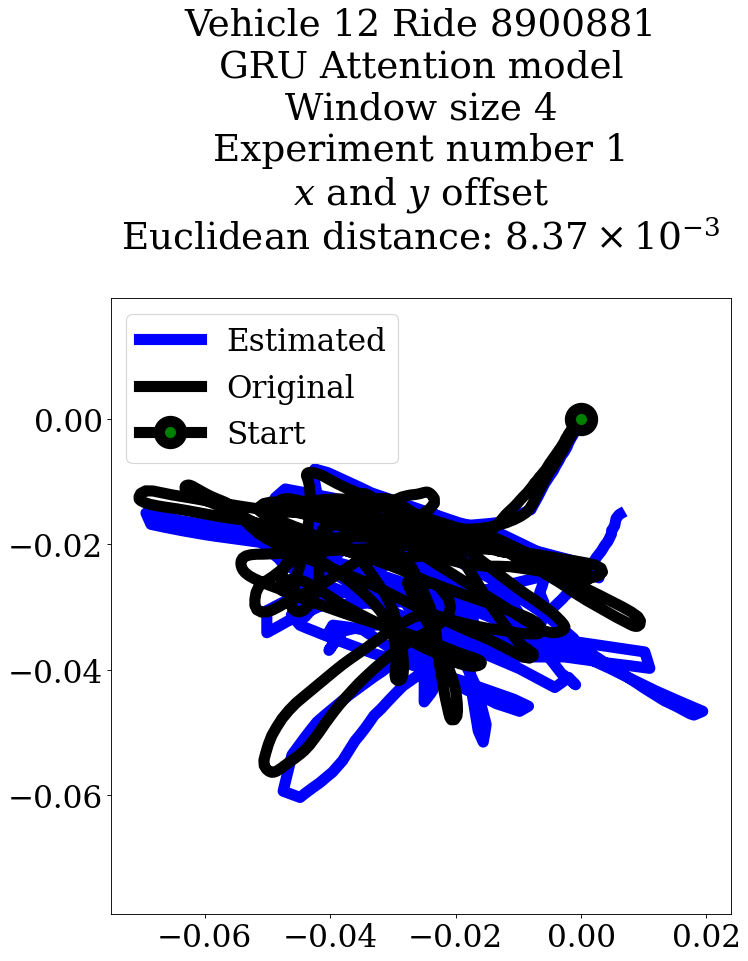 Vehicle 12 Ride 8900881
GRU Attention model
Window size 4
Experiment number 1
x and y offset
Euclidean distance: 8.37 × 10⁻³
Estimated
Original
Start
0.00
−0.02
−0.04
−0.06
−0.06 −0.04 −0.02 0.00 0.02